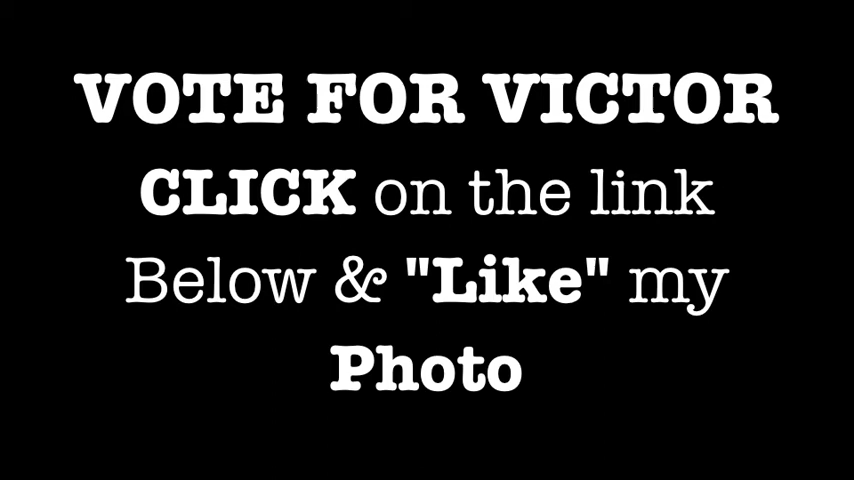 VOTE FOR VICTOR
CLICK on the link
Below & "Like" my
Photo